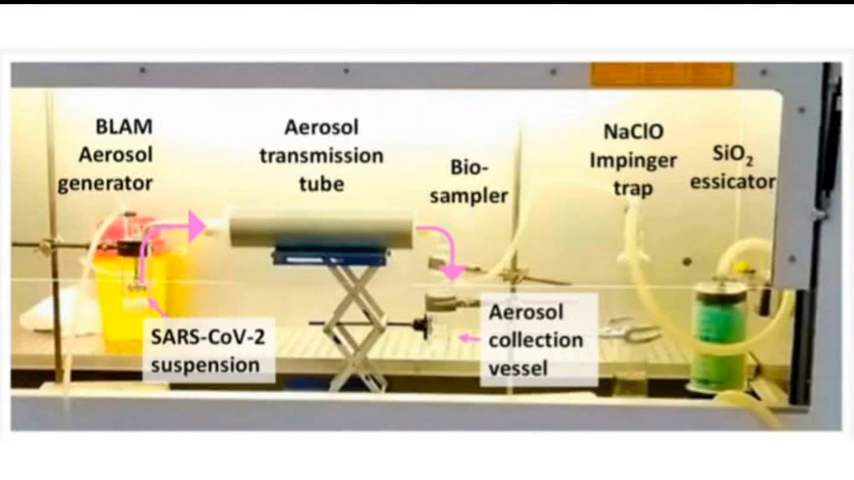 BLAM
Aerosol
generator
Aerosol
transmission
tube
Bio-
sampler
NaClO
Impinger
trap
SiO₂
essicator
SARS-CoV-2
suspension
Aerosol
collection
vessel